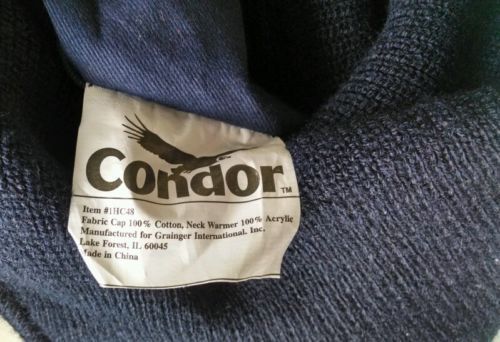 Condor™
Item #1HC48
Fabric Cap 100% Cotton, Neck Warmer 100% Acrylic
Manufactured for Grainger International. Inc.
Lake Forest, IL 60045
Made in China